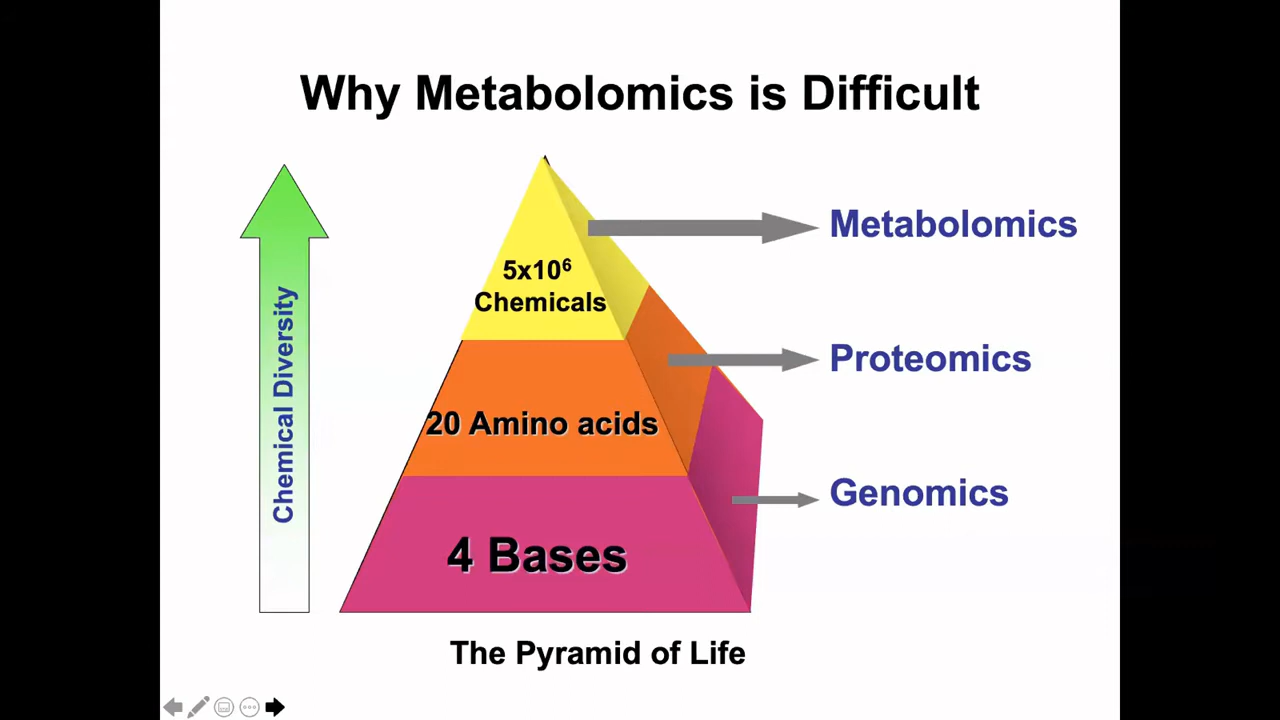 Why Metabolomics is Difficult
Chemical Diversity
5x10⁶
Chemicals
Metabolomics
20 Amino acids
Proteomics
4 Bases
Genomics
The Pyramid of Life